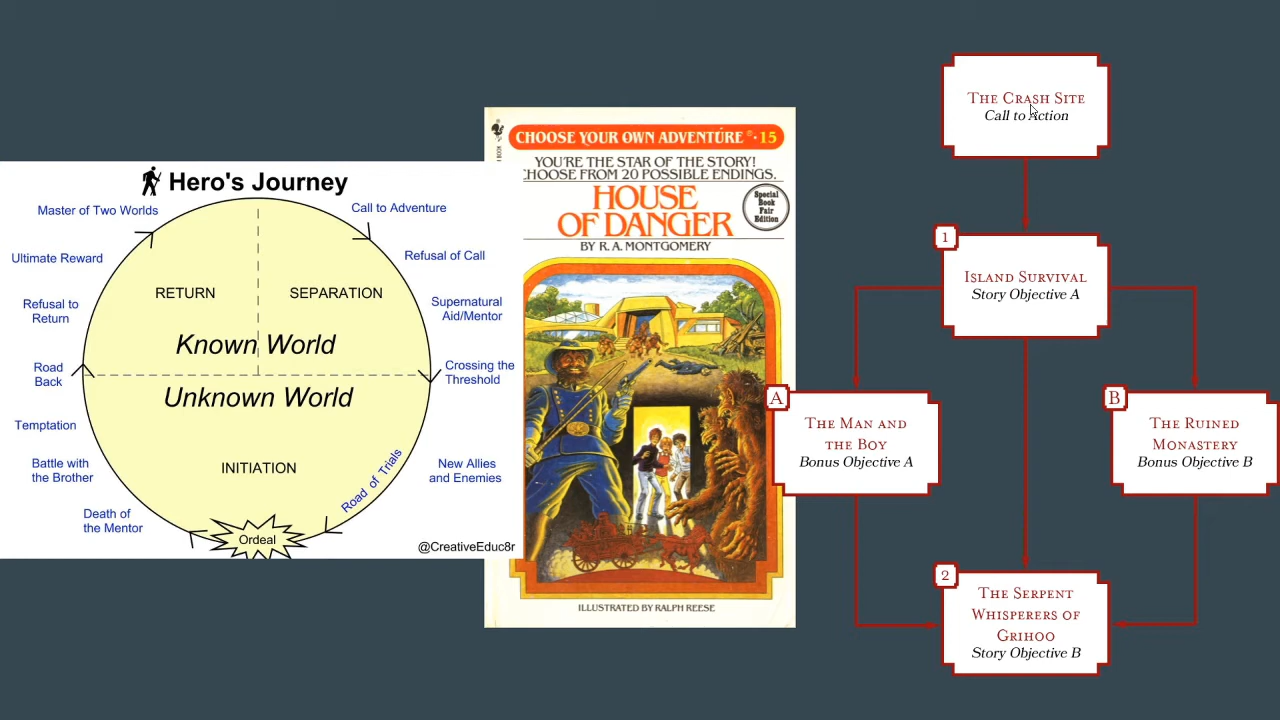 Hero's Journey
Master of Two Worlds
Call to Adventure
Ultimate Reward
Refusal of Call
RETURN
SEPARATION
Refusal to
Return
Supernatural
Aid/Mentor
Known World
Road
Back
Crossing the
Threshold
Unknown World
Temptation
INITIATION
Battle with
the Brother
Road of Trials
New Allies
and Enemies
Death of
the Mentor
Ordeal
@CreativeEduc8r
CHOOSE YOUR OWN ADVENTURE ® • 15
YOU'RE THE STAR OF THE STORY!
HOOSE FROM 20 POSSIBLE ENDINGS.
HOUSE
OF DANGER
Special
Book
Fair
Edition
BY R. A. MONTGOMERY
ILLUSTRATED BY RALPH REESE
THE CRASH SITE
Call to Action
1
ISLAND SURVIVAL
Story Objective A
A
THE MAN AND
THE BOY
Bonus Objective A
B
THE RUINED
MONASTERY
Bonus Objective B
2
THE SERPENT
WHISPERERS OF
GRIHOO
Story Objective B